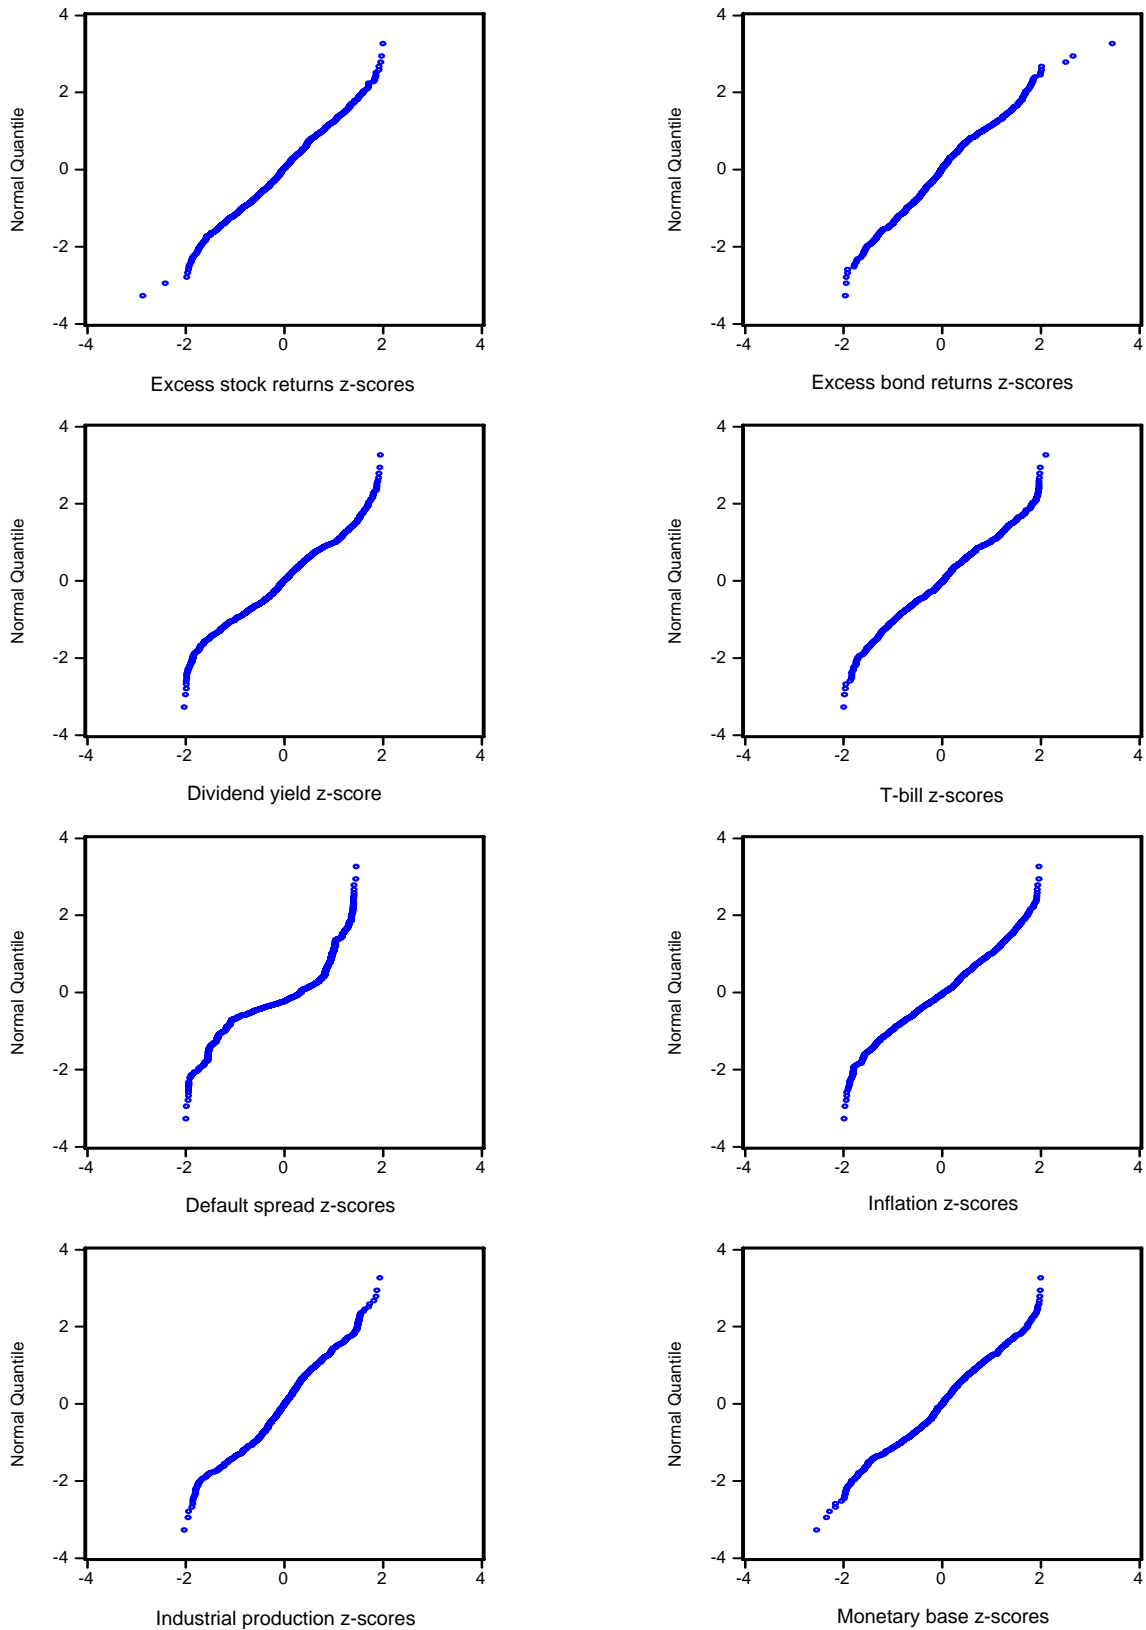 4
2
0
-2
-4
Normal Quantile
-4 -2 0 2 4
Excess stock returns z-scores
4
2
0
-2
-4
Normal Quantile
-4 -2 0 2 4
Excess bond returns z-scores
4
2
0
-2
-4
Normal Quantile
-4 -2 0 2 4
Dividend yield z-score
4
2
0
-2
-4
Normal Quantile
-4 -2 0 2 4
T-bill z-scores
4
2
0
-2
-4
Normal Quantile
-4 -2 0 2 4
Default spread z-scores
4
2
0
-2
-4
Normal Quantile
-4 -2 0 2 4
Inflation z-scores
4
2
0
-2
-4
Normal Quantile
-4 -2 0 2 4
Industrial production z-scores
4
2
0
-2
-4
Normal Quantile
-4 -2 0 2 4
Monetary base z-scores